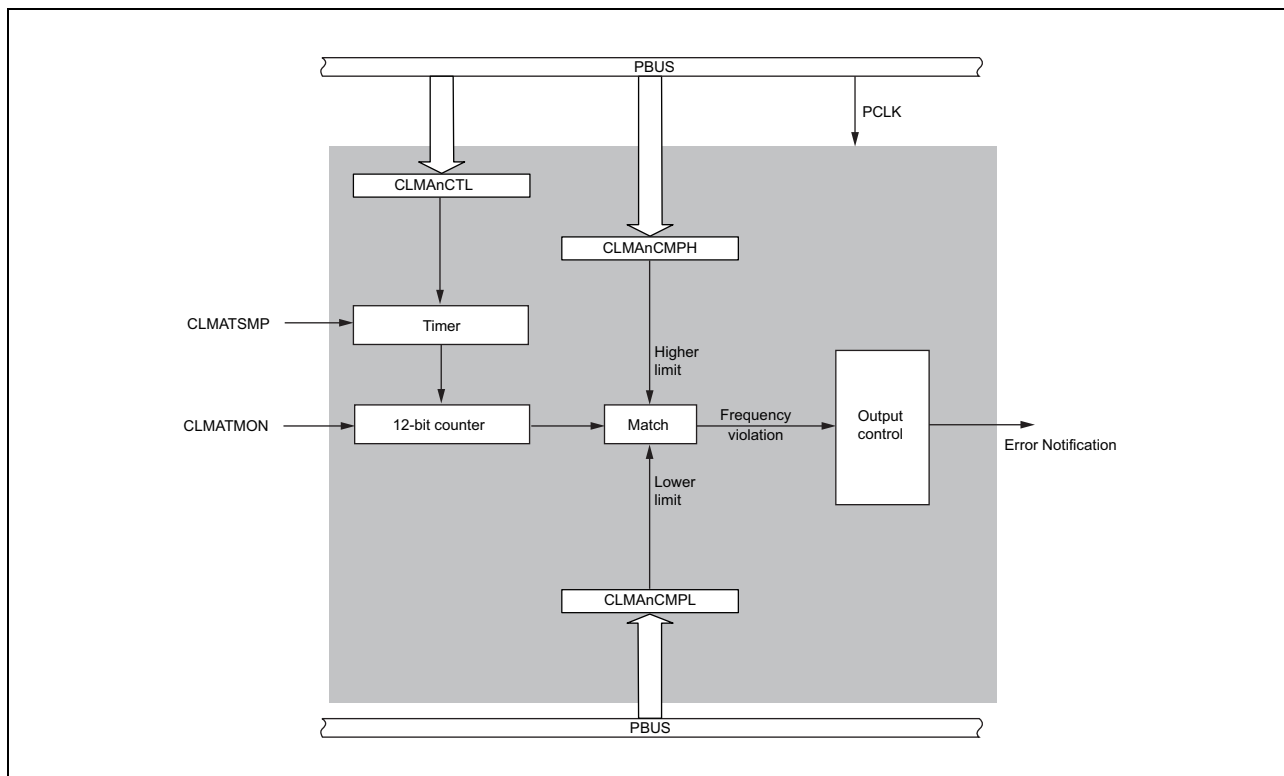 PBUS
PCLK
CLMAnCTL
CLMAnCMPH
CLMATSMP
Timer
Higher
limit
CLMATMON
12-bit counter
Match
Frequency
violation
Output
control
Error Notification
Lower
limit
CLMAnCMPL
PBUS